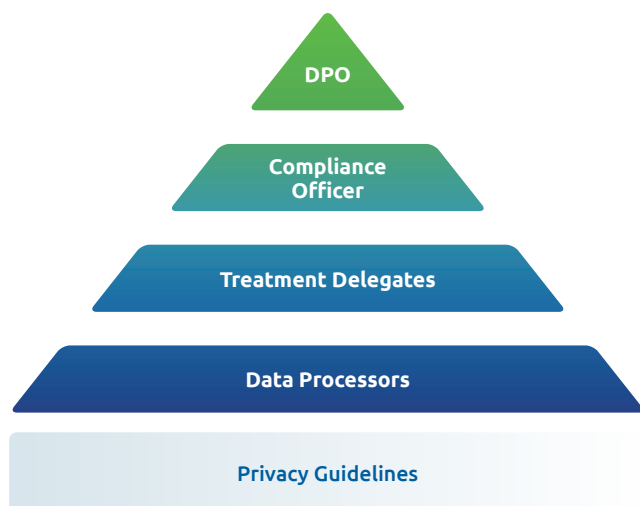 DPO
Compliance
Officer
Treatment Delegates
Data Processors
Privacy Guidelines